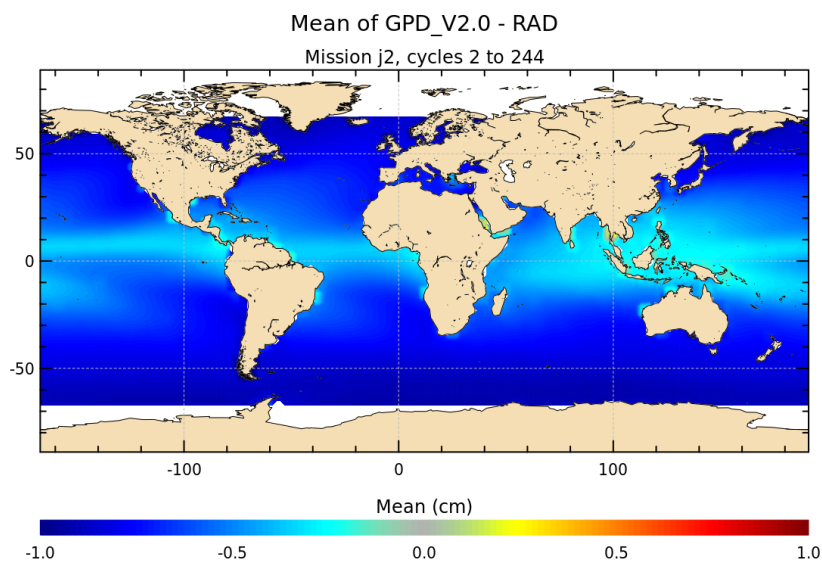 Mean of GPD_V2.0 - RAD
Mission j2, cycles 2 to 244
50
0
-50
-100 0 100
Mean (cm)
-1.0 -0.5 0.0 0.5 1.0